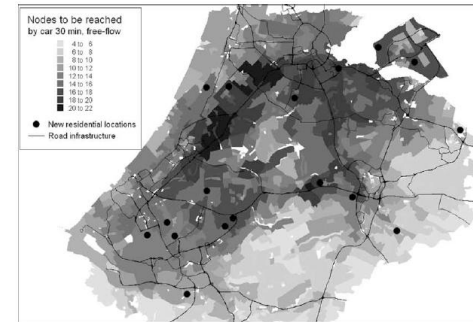 Nodes to be reached
by car 30 min, free-flow
4 to 6
6 to 8
8 to 10
10 to 12
12 to 14
14 to 16
16 to 18
18 to 20
20 to 22
New residential locations
Road infrastructure